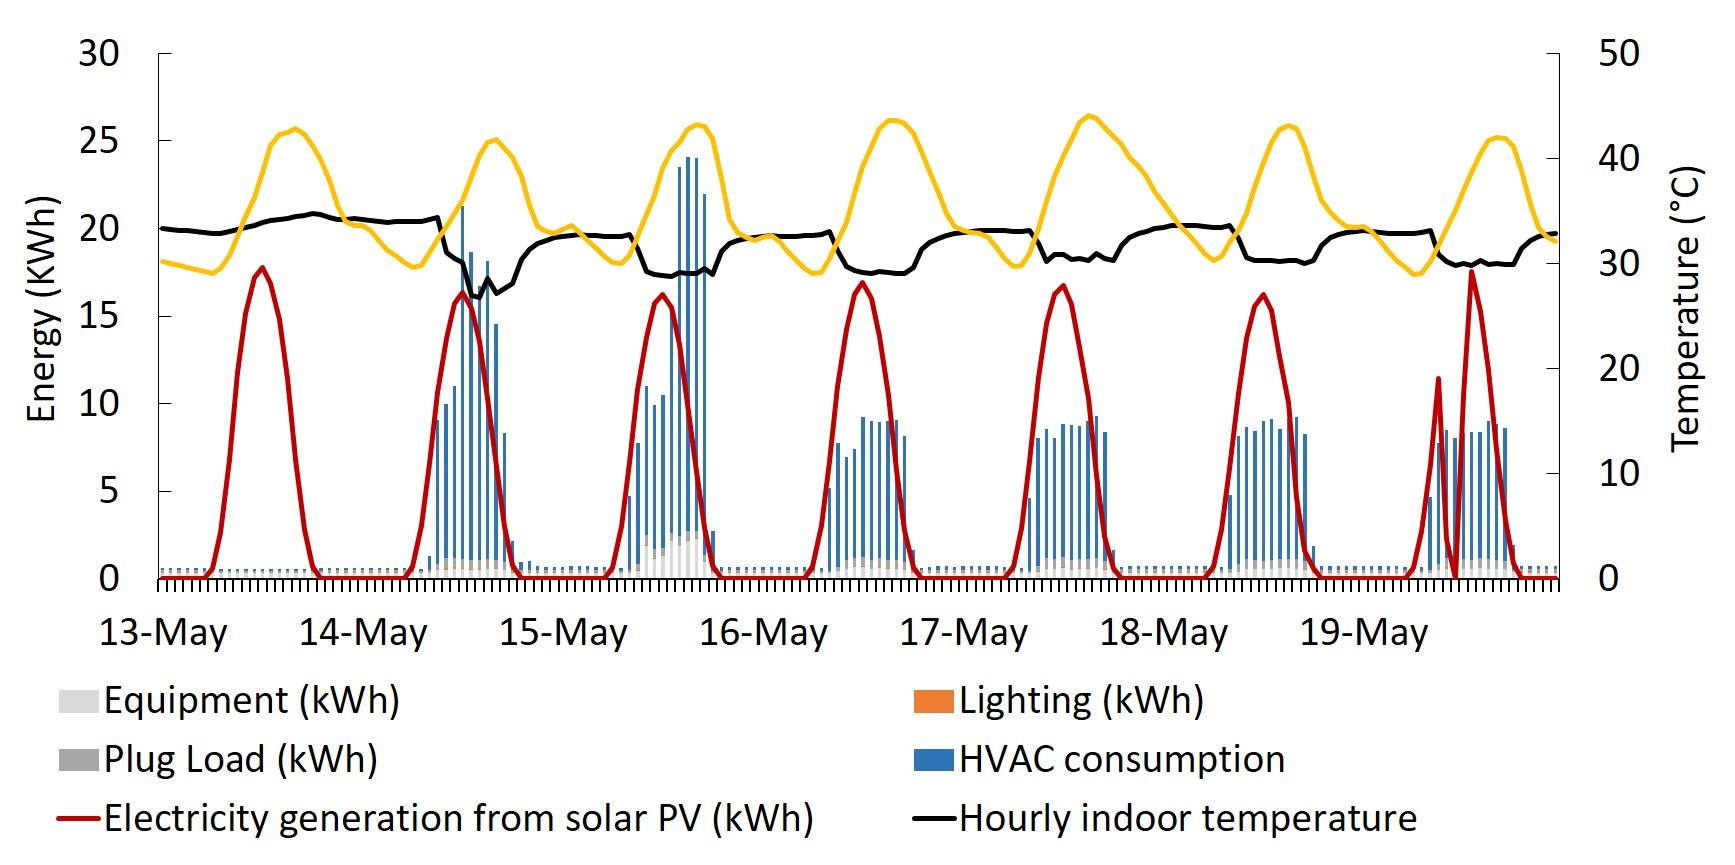 Energy (KWh)
30
25
20
15
10
5
0
50
40
30
20
10
0
Temperature (°C)
13-May 14-May 15-May 16-May 17-May 18-May 19-May
Equipment (kWh) Lighting (kWh)
Plug Load (kWh) HVAC consumption
Electricity generation from solar PV (kWh) Hourly indoor temperature